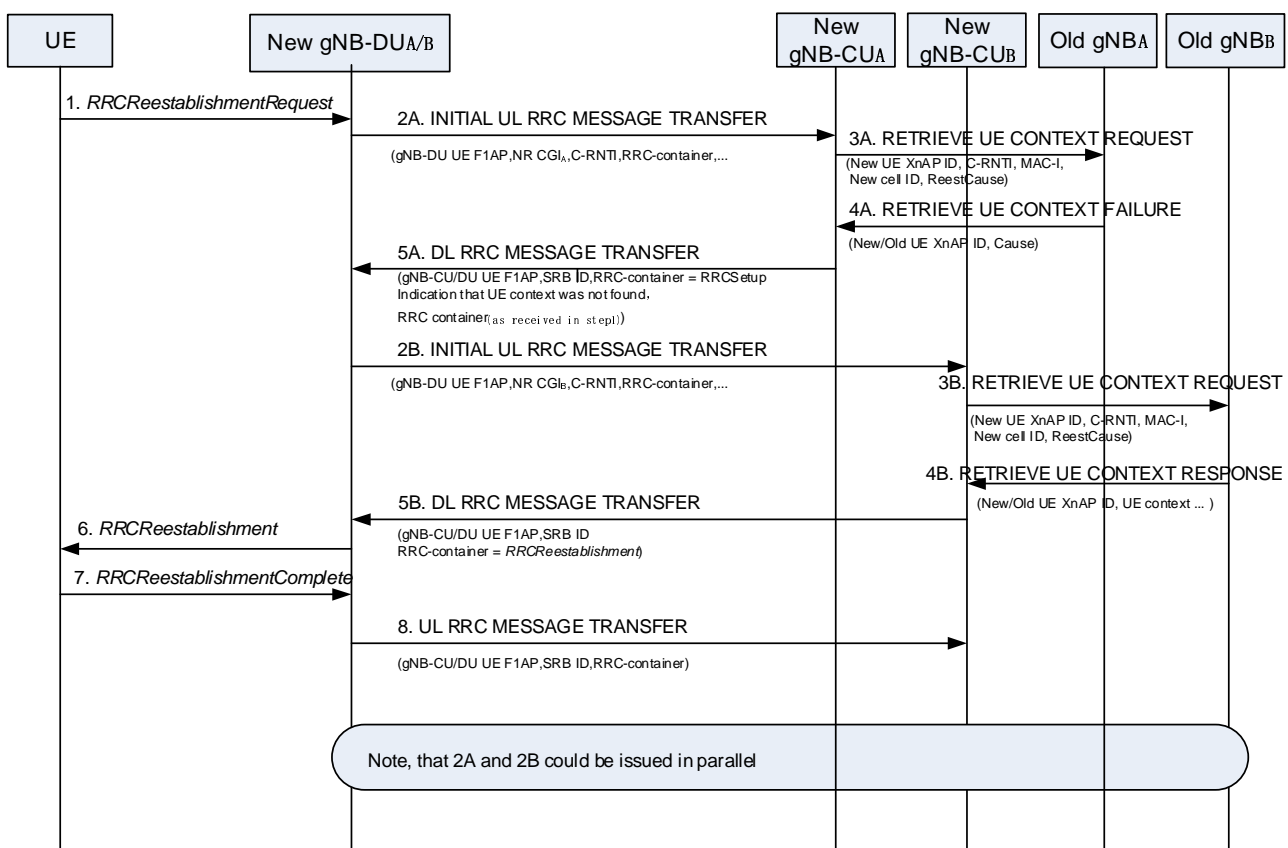 UE
New gNB-DUA/B
New
gNB-CUA
New
gNB-CUB
Old gNBA
Old gNBB
1. RRCReestablishmentRequest
2A. INITIAL UL RRC MESSAGE TRANSFER
(gNB-DU UE F1AP,NR CGIA,C-RNTI,RRC-container,...
3A. RETRIEVE UE CONTEXT REQUEST
(New UE XnAP ID, C-RNTI, MAC-I,
New cell ID, ReestCause)
4A. RETRIEVE UE CONTEXT FAILURE
(New/Old UE XnAP ID, Cause)
5A. DL RRC MESSAGE TRANSFER
(gNB-CU/DU UE F1AP,SRB ID,RRC-container = RRCSetup
Indication that UE context was not found,
RRC container(as received in step1))
2B. INITIAL UL RRC MESSAGE TRANSFER
(gNB-DU UE F1AP,NR CGIB,C-RNTI,RRC-container,...
3B. RETRIEVE UE CONTEXT REQUEST
(New UE XnAP ID, C-RNTI, MAC-I,
New cell ID, ReestCause)
4B. RETRIEVE UE CONTEXT RESPONSE
(New/Old UE XnAP ID, UE context ... )
5B. DL RRC MESSAGE TRANSFER
(gNB-CU/DU UE F1AP,SRB ID
RRC-container = RRCReestablishment)
6. RRCReestablishment
7. RRCReestablishmentComplete
8. UL RRC MESSAGE TRANSFER
(gNB-CU/DU UE F1AP,SRB ID,RRC-container)
Note, that 2A and 2B could be issued in parallel